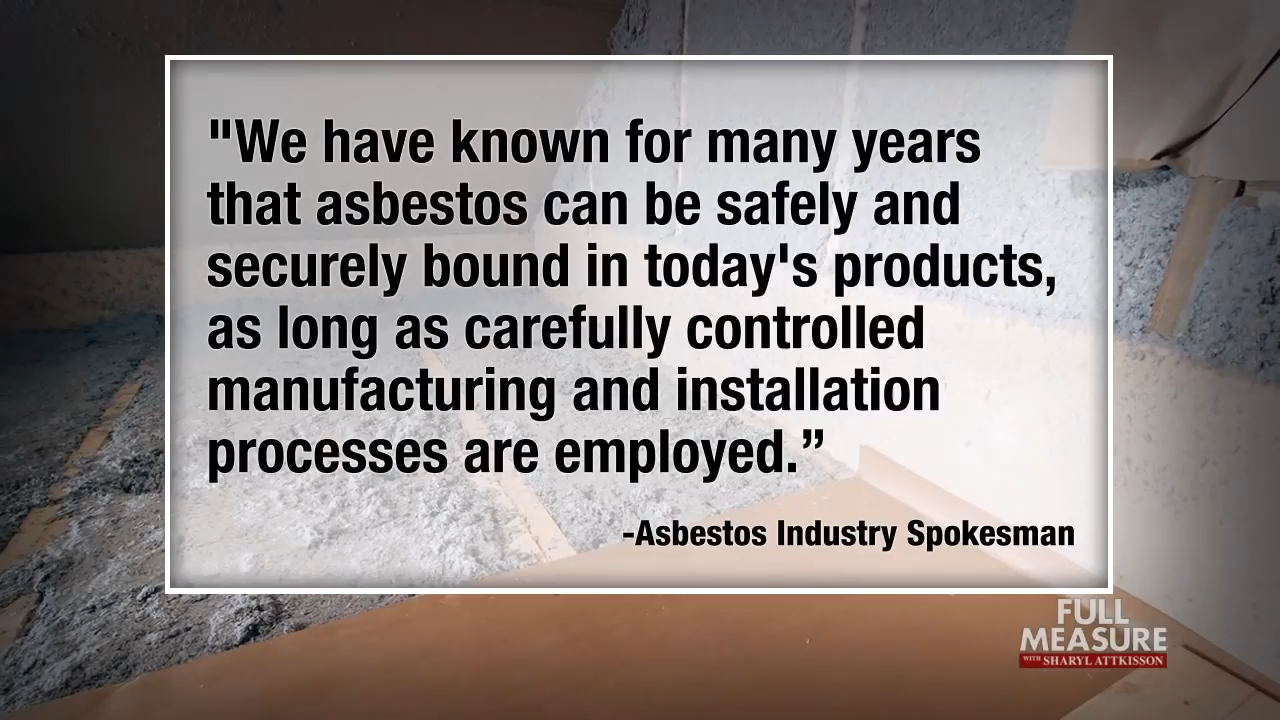 "We have known for many years
that asbestos can be safely and
securely bound in today's products,
as long as carefully controlled
manufacturing and installation
processes are employed.”
-Asbestos Industry Spokesman
FULL
MEASURE
WITH SHARYL ATTKISSON